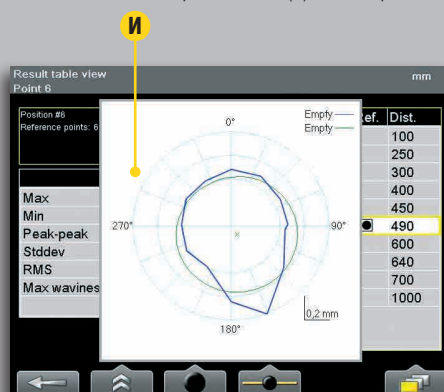 И
Result table view
mm
Point 6
Position #6
Reference points: 6
Max
Min
Peak-peak
Stddev
RMS
Max wavines
0°
90°
180°
270°
Empty
Empty
0,2 mm
ef.
Dist.
100
250
300
400
450
490
600
640
700
1000